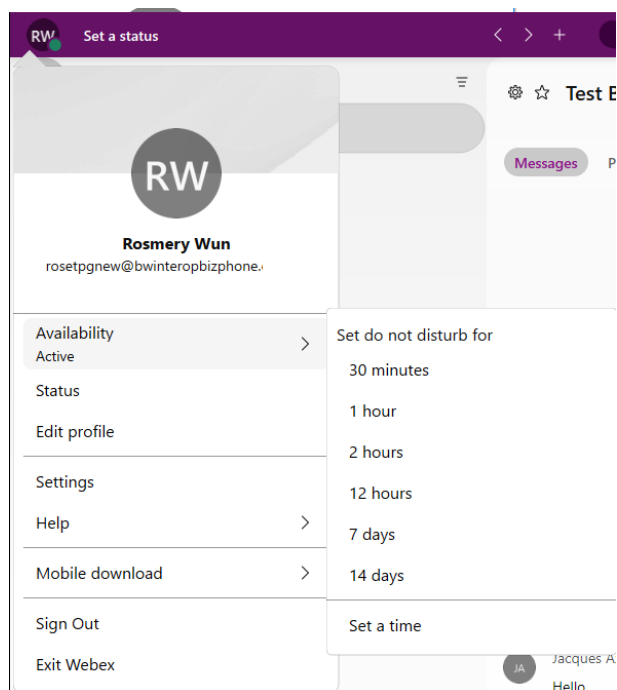 RW
Set a status
Test
Messages
RW
Rosmery Wun
rosetpgnew@bwinteropbizphone.
Availability
Active
Status
Edit profile
Settings
Help
Mobile download
Sign Out
Exit Webex
Set do not disturb for
30 minutes
1 hour
2 hours
12 hours
7 days
14 days
Set a time
JA
Jacques
Hello